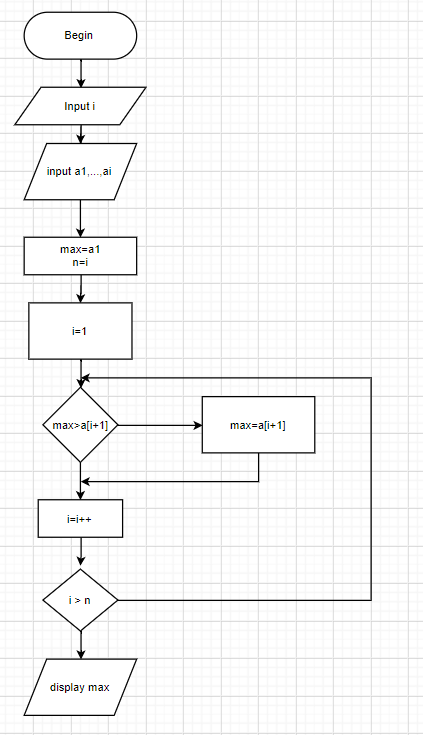 Begin
Input i
input a1,...,ai
max=a1
n=i
i=1
max>a[i+1]
max=a[i+1]
i=i++
i > n
display max